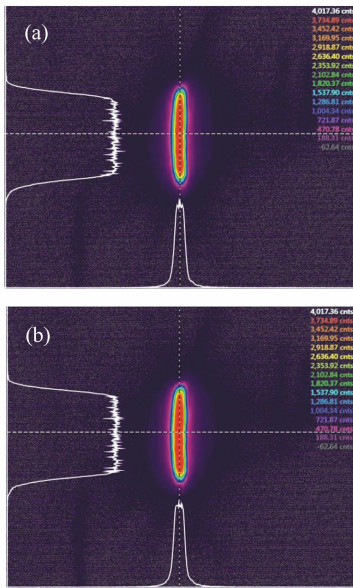 (a)
4,017.36 cnts
3,734.89 cnts
3,452.42 cnts
3,169.95 cnts
2,918.87 cnts
2,636.40 cnts
2,353.92 cnts
2,102.84 cnts
1,820.37 cnts
1,537.90 cnts
1,286.81 cnts
1,004.34 cnts
721.87 cnts
470.78 cnts
188.31 cnts
-62.64 cnts
(b)
4,017.36 cnts
3,734.89 cnts
3,452.42 cnts
3,169.95 cnts
2,918.87 cnts
2,636.40 cnts
2,353.92 cnts
2,102.84 cnts
1,820.37 cnts
1,537.90 cnts
1,286.81 cnts
1,004.34 cnts
721.87 cnts
470.78 cnts
188.31 cnts
-62.64 cnts